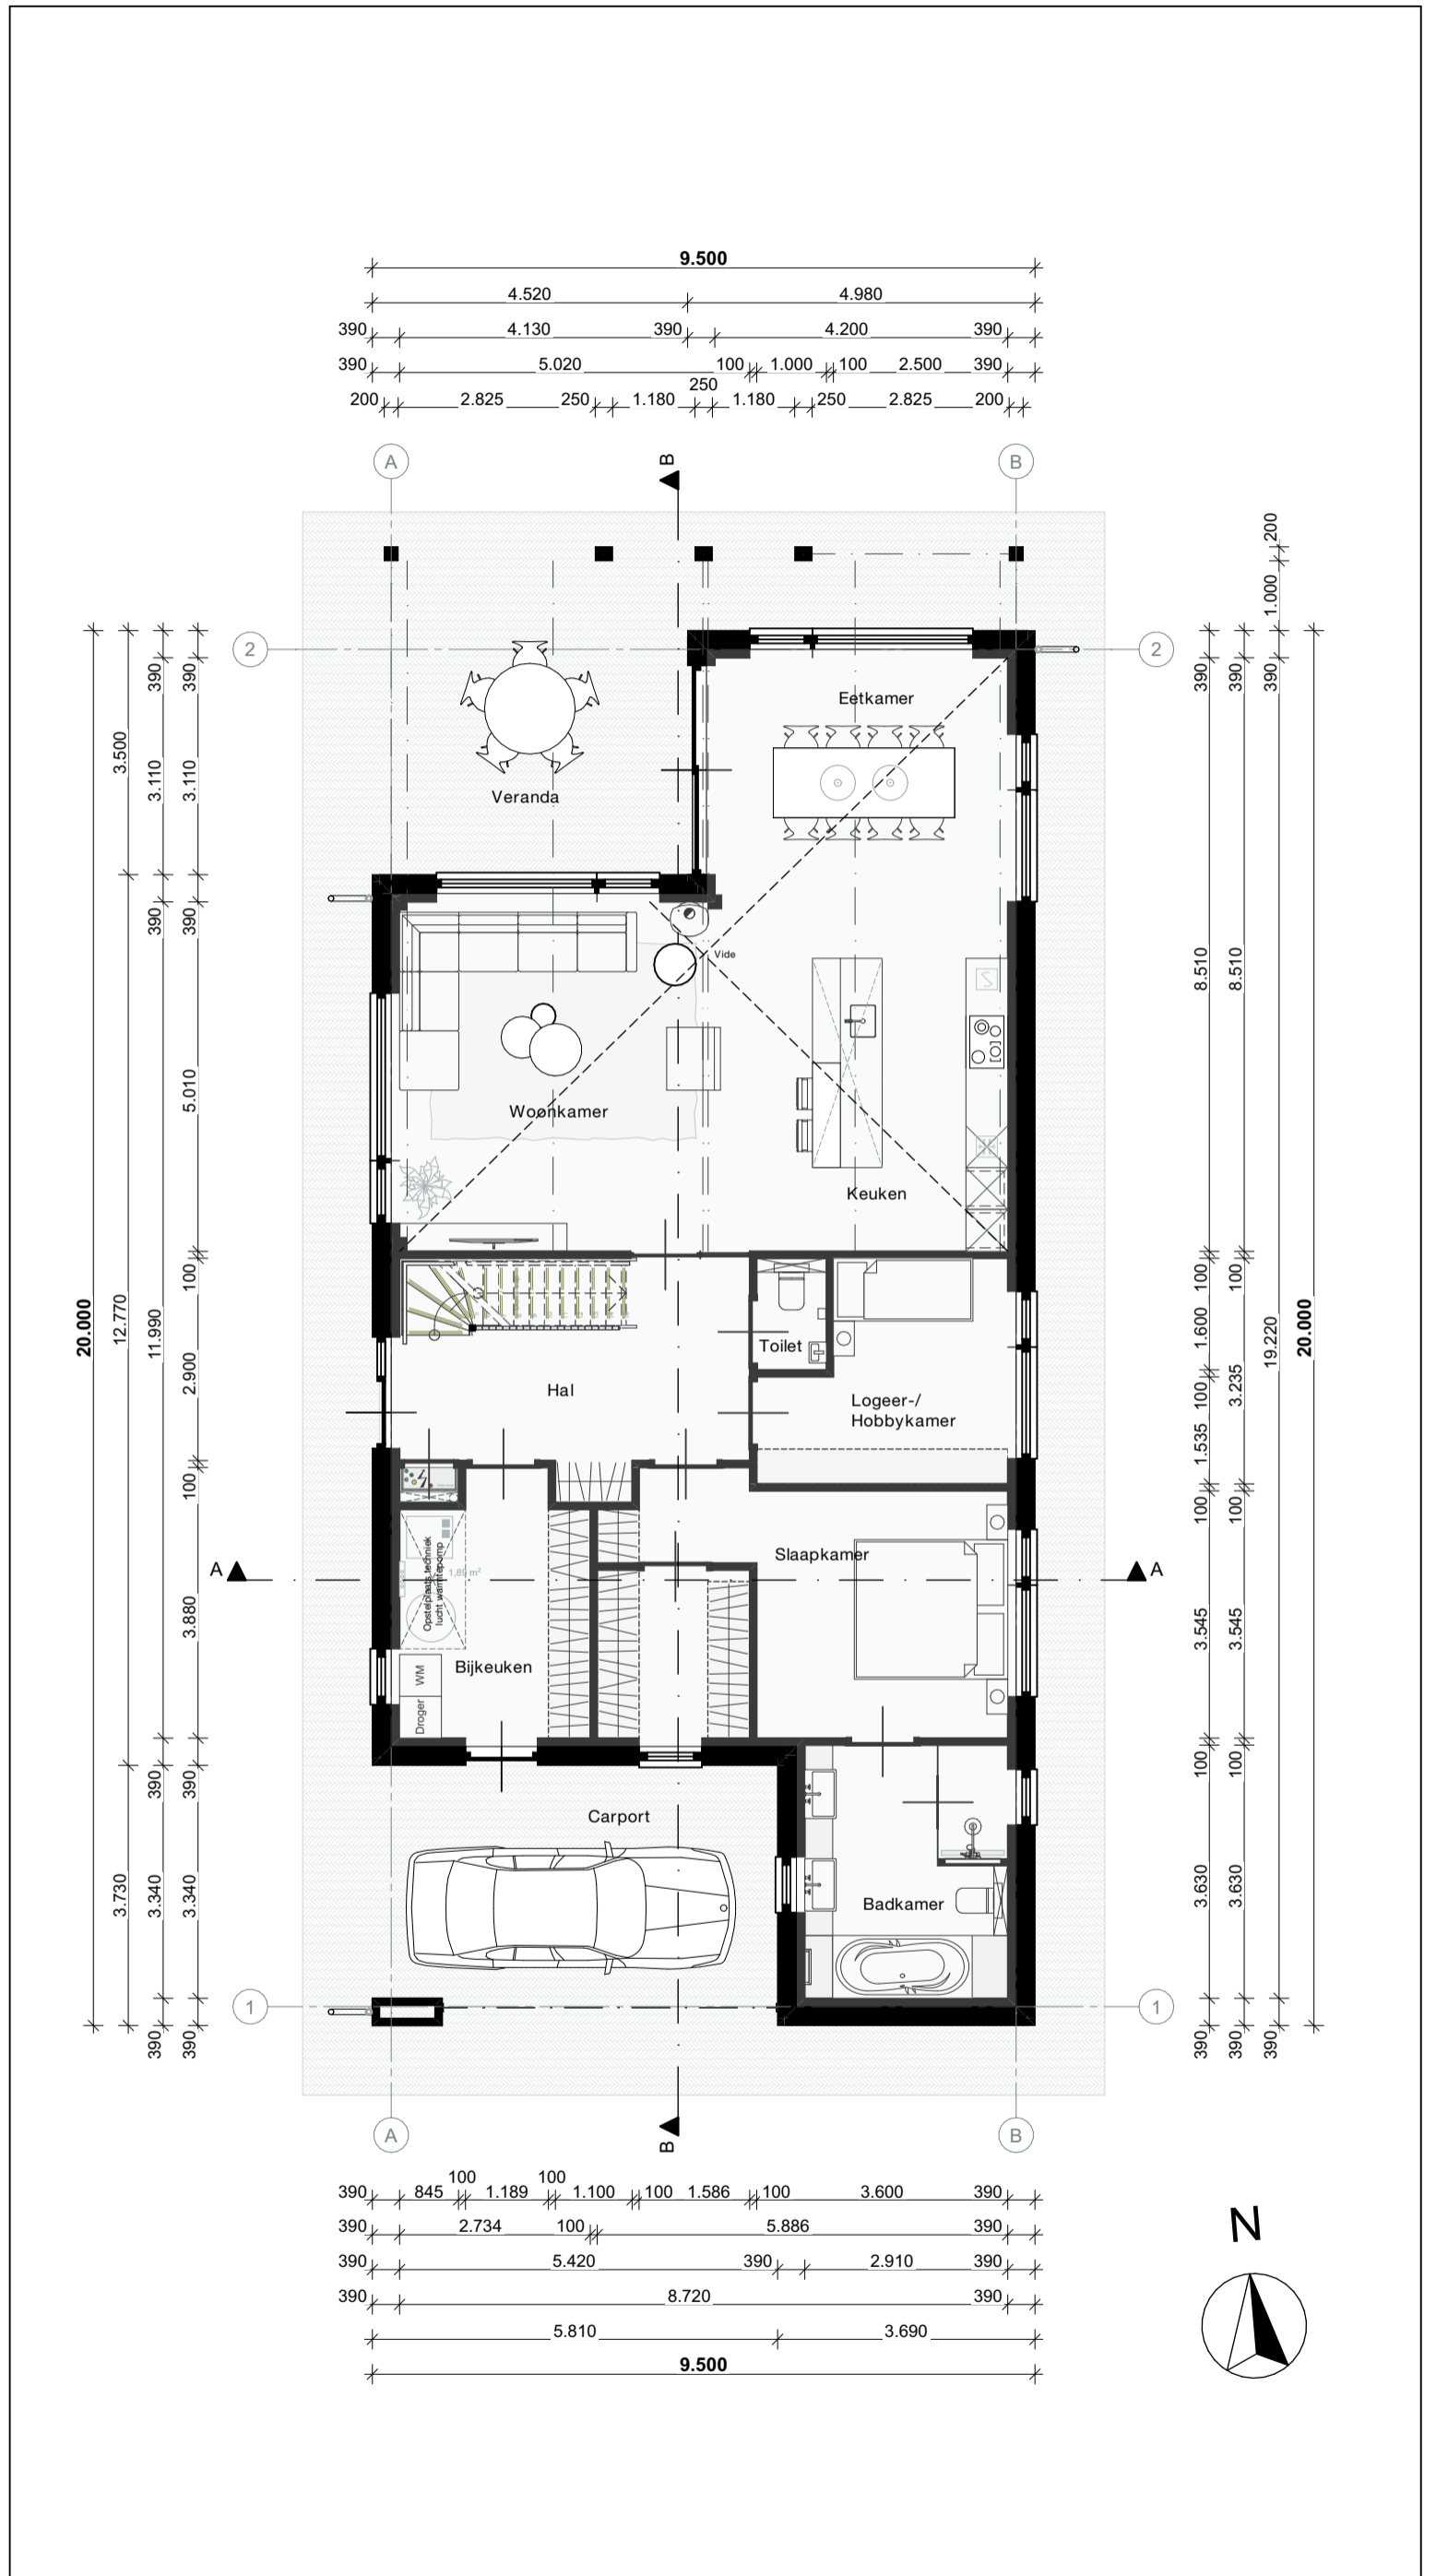 9.500
4.520 4.980
390 4.130 390 4.200 390
390 5.020 100 1.000 100 2.500 390
250
200 2.825 250 1.180 1.180 250 2.825 200
A B B
200
1.000
2 2
390 390 390 390 390
Eetkamer
3.500 3.110 3.110
Veranda
390 390
Vide
8.510 8.510
5.010
Woonkamer
Keuken
100 100 100
20.000 12.770 11.990
1.600 19.220 20.000
Toilet
2.900
Hal
Logeer-/
Hobbykamer
100 3.235
1.535
100 100 100
Slaapkamer
A A
Opstelplaats techniek
lucht warmtepomp
1,89 m²
3.880 3.545 3.545
Bijkeuken
WM
Droger
390 390 100 100
Carport
3.730 3.340 3.340 3.630 3.630
Badkamer
1 1
390 390 390 390 390
A B B
100 100
390 845 1.189 1.100 100 1.586 100 3.600 390
390 2.734 100 5.886 390
390 5.420 390 2.910 390
390 8.720 390
5.810 3.690
9.500
N